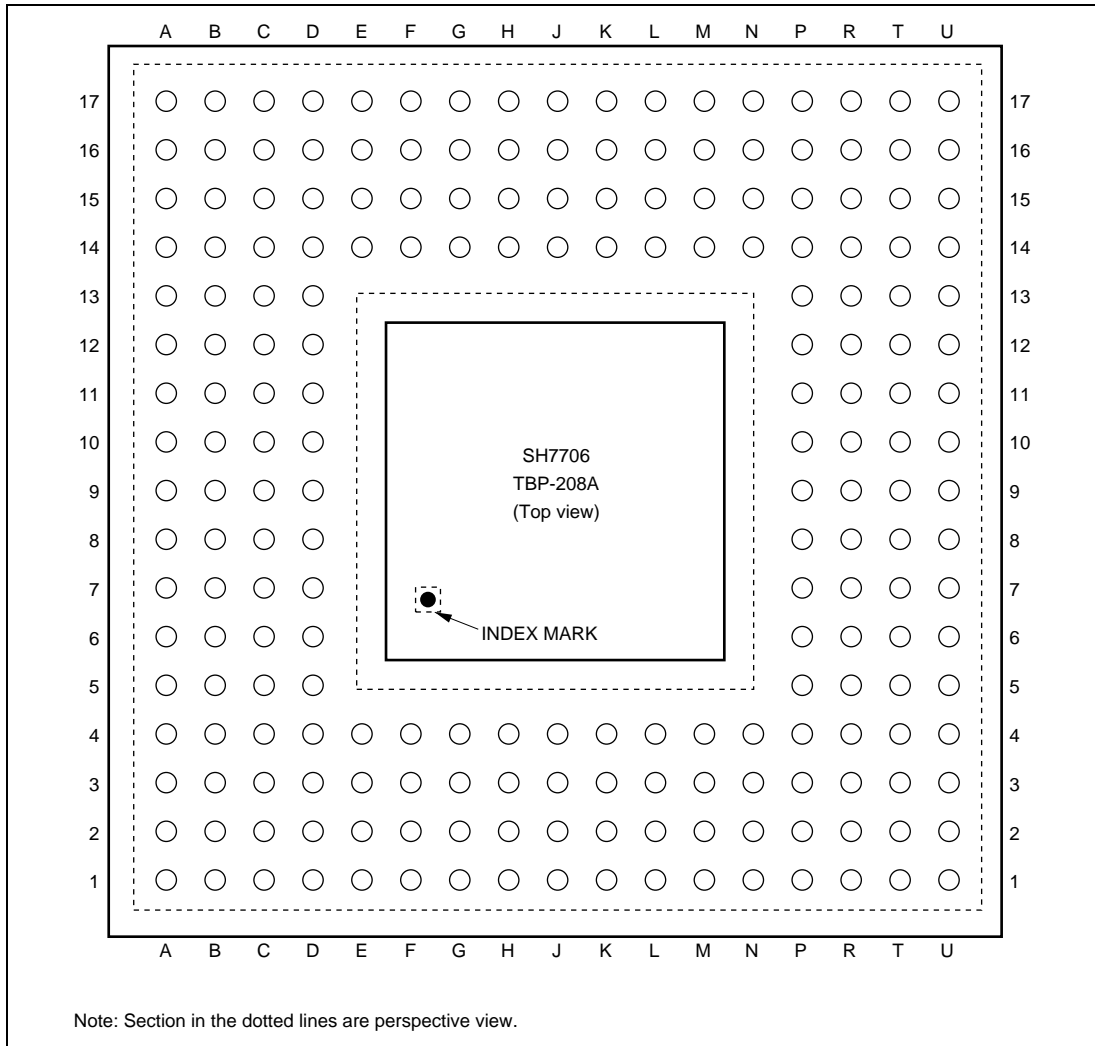 A B C D E F G H J K L M N P R T U
17 17
16 16
15 15
14 14
13 13
12 12
11 11
10 10
9 9
8 8
7 7
6 6
5 5
4 4
3 3
2 2
1 1
SH7706
TBP-208A
(Top view)
INDEX MARK
A B C D E F G H J K L M N P R T U
Note: Section in the dotted lines are perspective view.